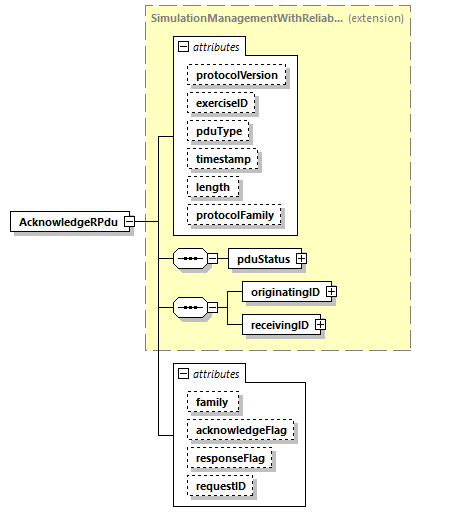 SimulationManagementWithReliab... (extension)
attributes
protocolVersion
exerciseID
pduType
timestamp
length
protocolFamily
AcknowledgeRPdu
pduStatus
originatingID
receivingID
attributes
family
acknowledgeFlag
responseFlag
requestID